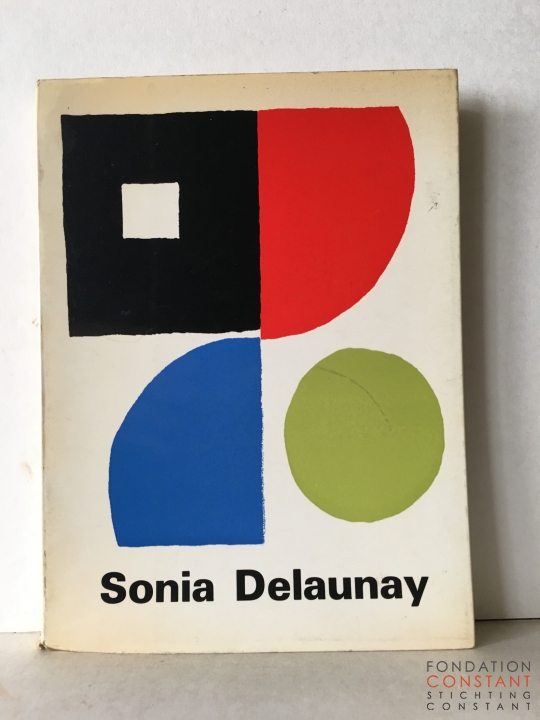 Sonia Delaunay
FONDATION
CONSTANT
STICHTING
CONSTANT